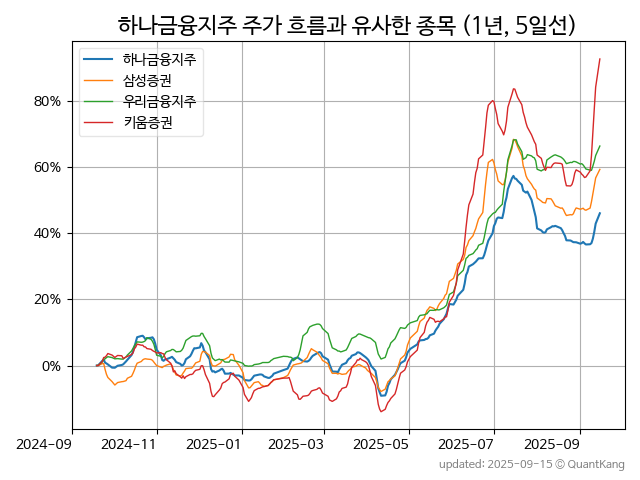 하나금융지주 주가 흐름과 유사한 종목 (1년, 5일선)
하나금융지주
삼성증권
우리금융지주
키움증권
80%
60%
40%
20%
0%
2024-09 2024-11 2025-01 2025-03 2025-05 2025-07 2025-09
updated: 2025-09-15 © QuantKang